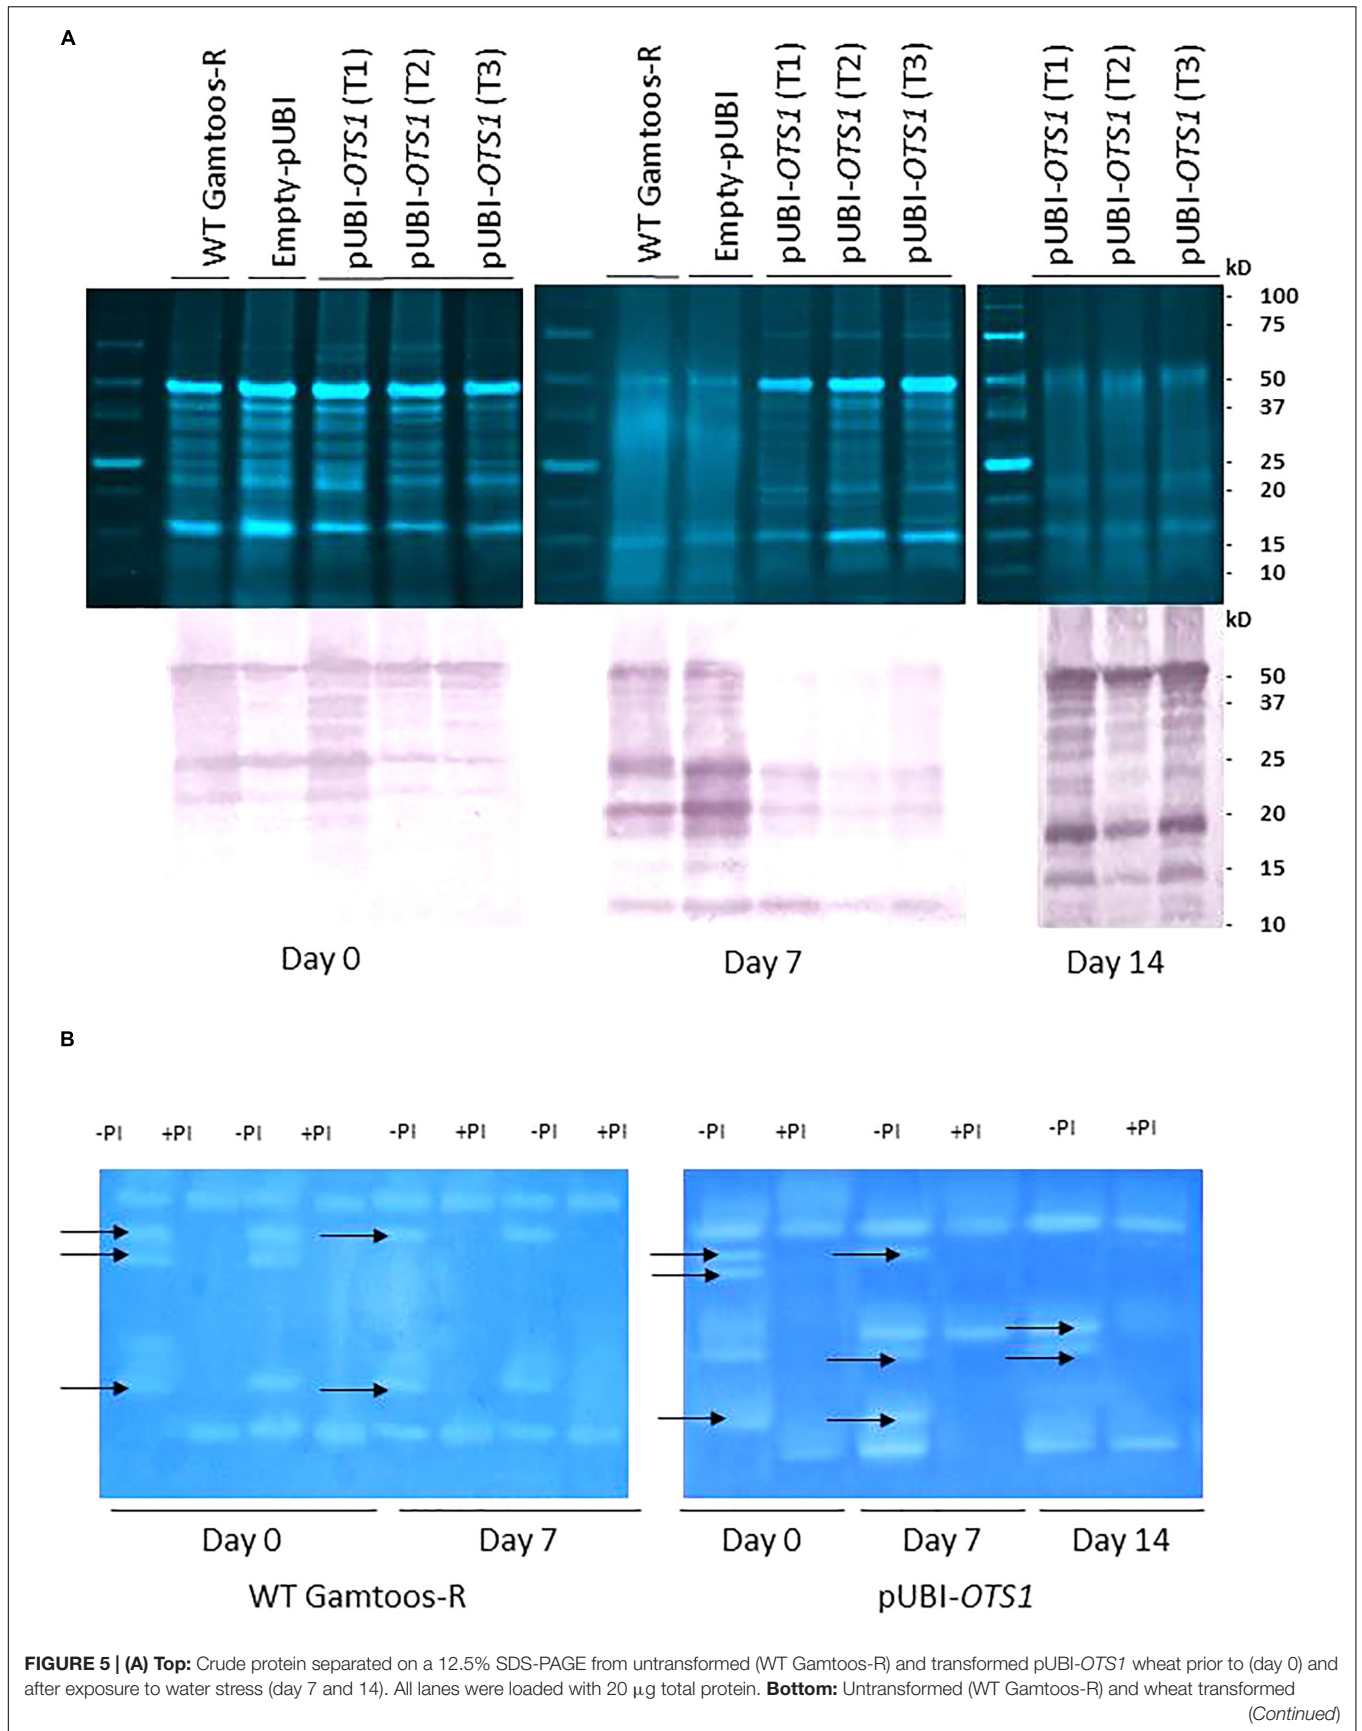 A
WT Gamtoos-R
Empty-pUBI
pUBI-OTS1 (T1)
pUBI-OTS1 (T2)
pUBI-OTS1 (T3)
WT Gamtoos-R
Empty-pUBI
pUBI-OTS1 (T1)
pUBI-OTS1 (T2)
pUBI-OTS1 (T3)
pUBI-OTS1 (T1)
pUBI-OTS1 (T2)
pUBI-OTS1 (T3)
kD
- 100
- 75
- 50
- 37
- 25
- 20
- 15
- 10
kD
- 50
- 37
- 25
- 20
- 15
- 10
Day 0 Day 7 Day 14
B
-PI +PI -PI +PI -PI +PI -PI +PI -PI +PI -PI +PI -PI +PI
Day 0 Day 7 Day 0 Day 7 Day 14
WT Gamtoos-R pUBI-OTS1
FIGURE 5 | (A) Top: Crude protein separated on a 12.5% SDS-PAGE from untransformed (WT Gamtoos-R) and transformed pUBI-OTS1 wheat prior to (day 0) and
after exposure to water stress (day 7 and 14). All lanes were loaded with 20 μg total protein. Bottom: Untransformed (WT Gamtoos-R) and wheat transformed
(Continued)